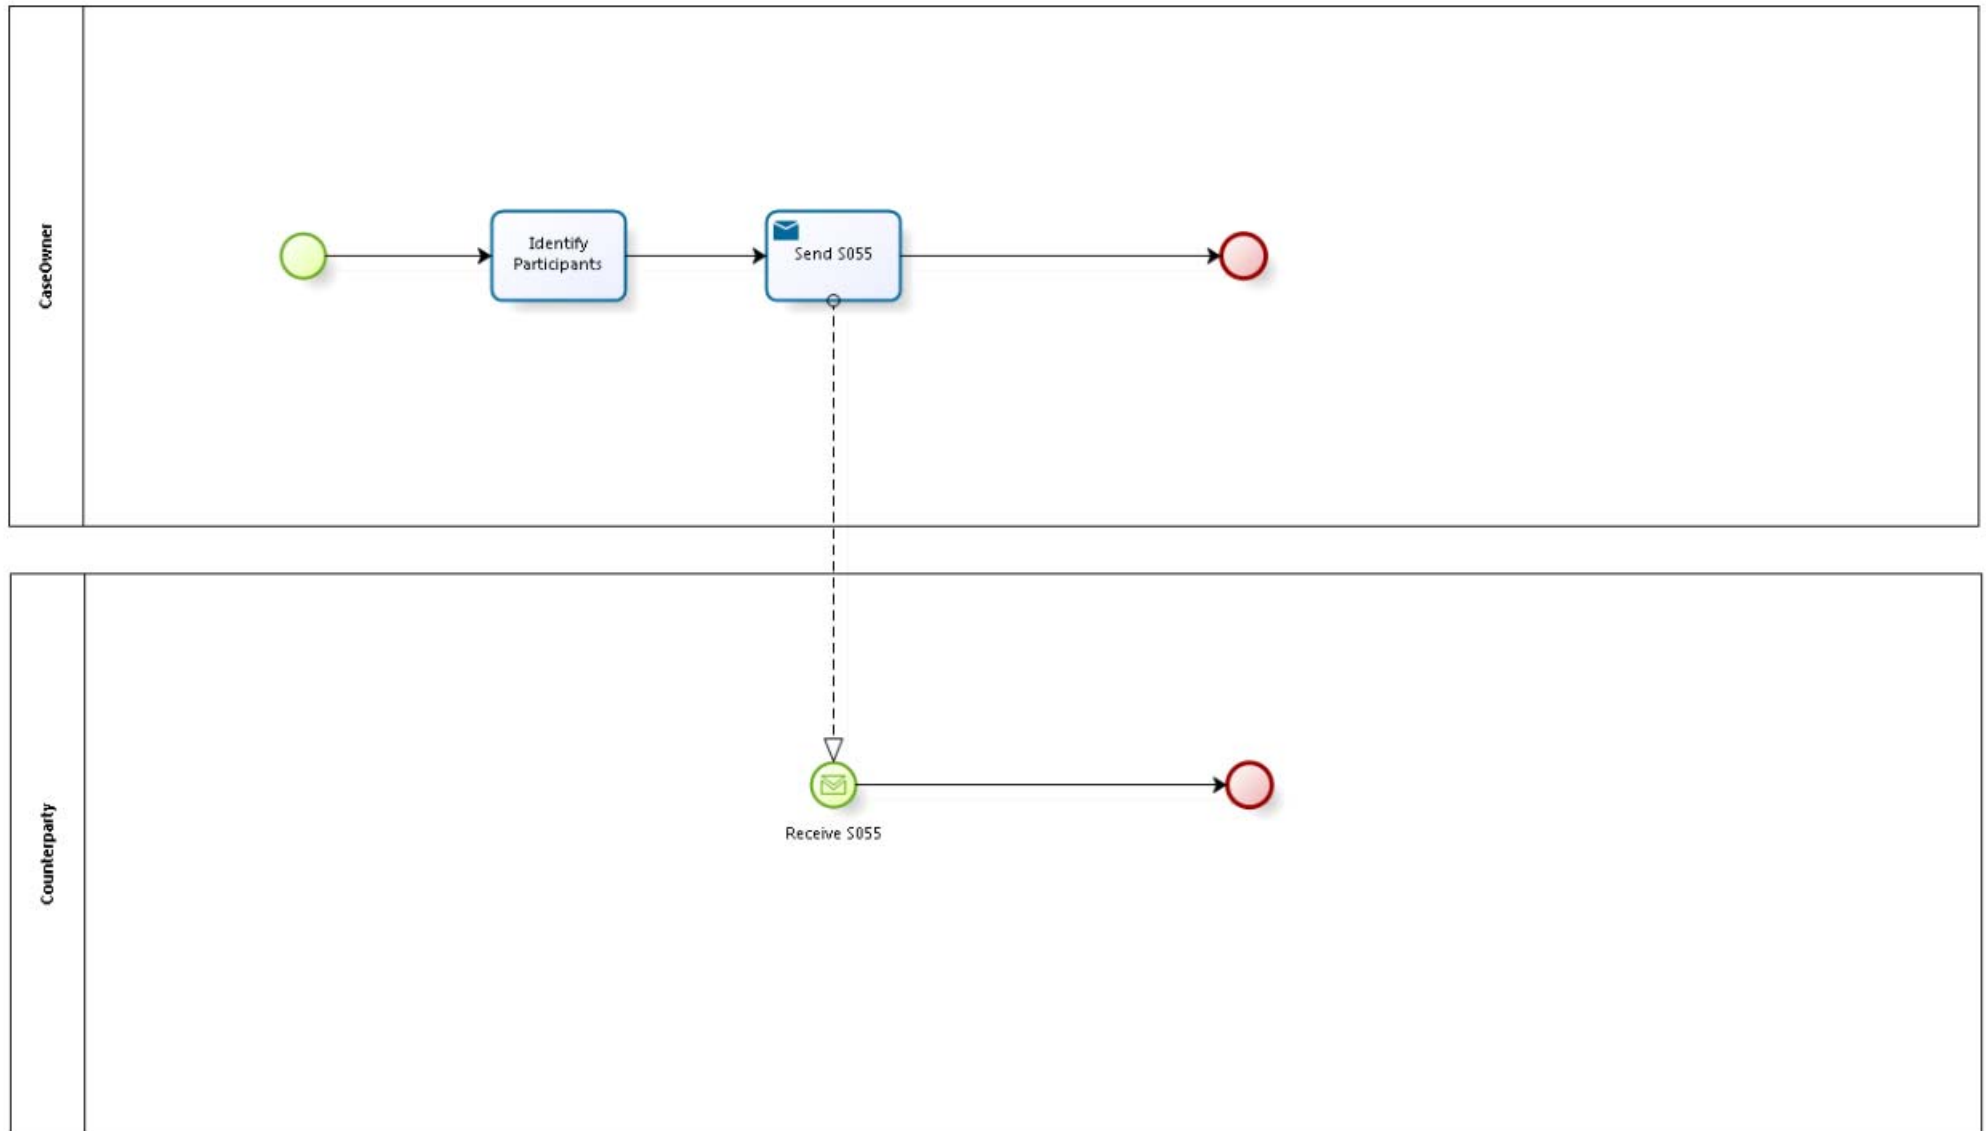 CaseOwner
Identify
Participants
Send S055
Counterparty
Receive S055